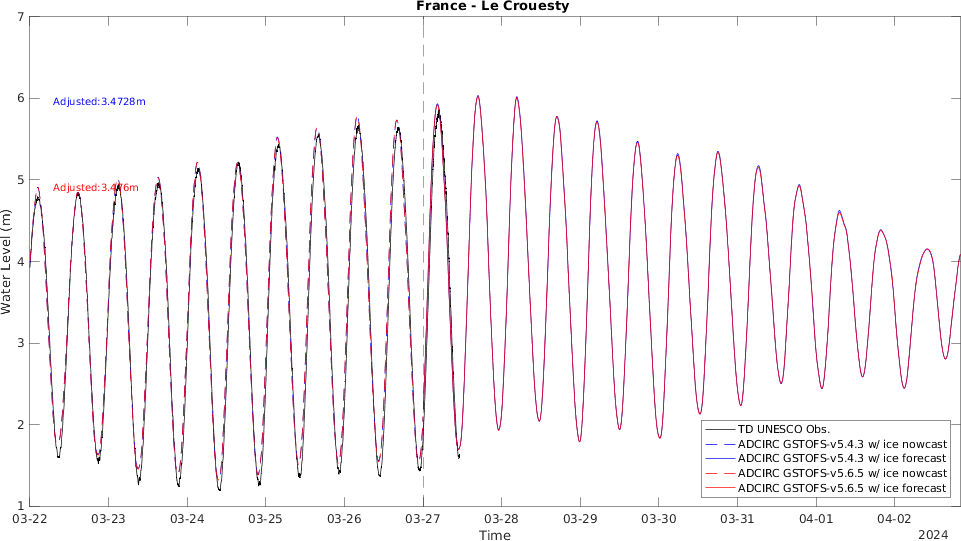 France - Le Crouesty
7
6
5
4
3
2
1
Water Level (m)
Adjusted:3.4728m
Adjusted:3.476m
TD UNESCO Obs.
ADCIRC GSTOFS-v5.4.3 w/ ice nowcast
ADCIRC GSTOFS-v5.4.3 w/ ice forecast
ADCIRC GSTOFS-v5.6.5 w/ ice nowcast
ADCIRC GSTOFS-v5.6.5 w/ ice forecast
03-22 03-23 03-24 03-25 03-26 03-27 03-28 03-29 03-30 03-31 04-01 04-02
Time
2024